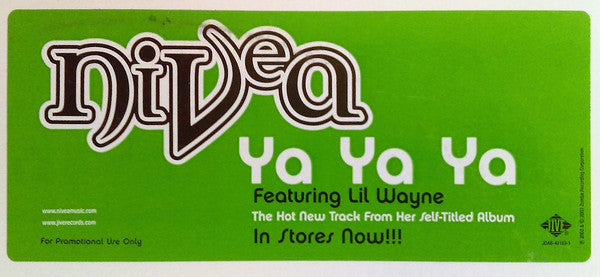 NiVea
Ya Ya Ya
Featuring Lil Wayne
The Hot New Track From Her Self-Titled Album
In Stores Now!!!
www.niveamusic.com
www.jiverecords.com
For Promotional Use Only
JIVE